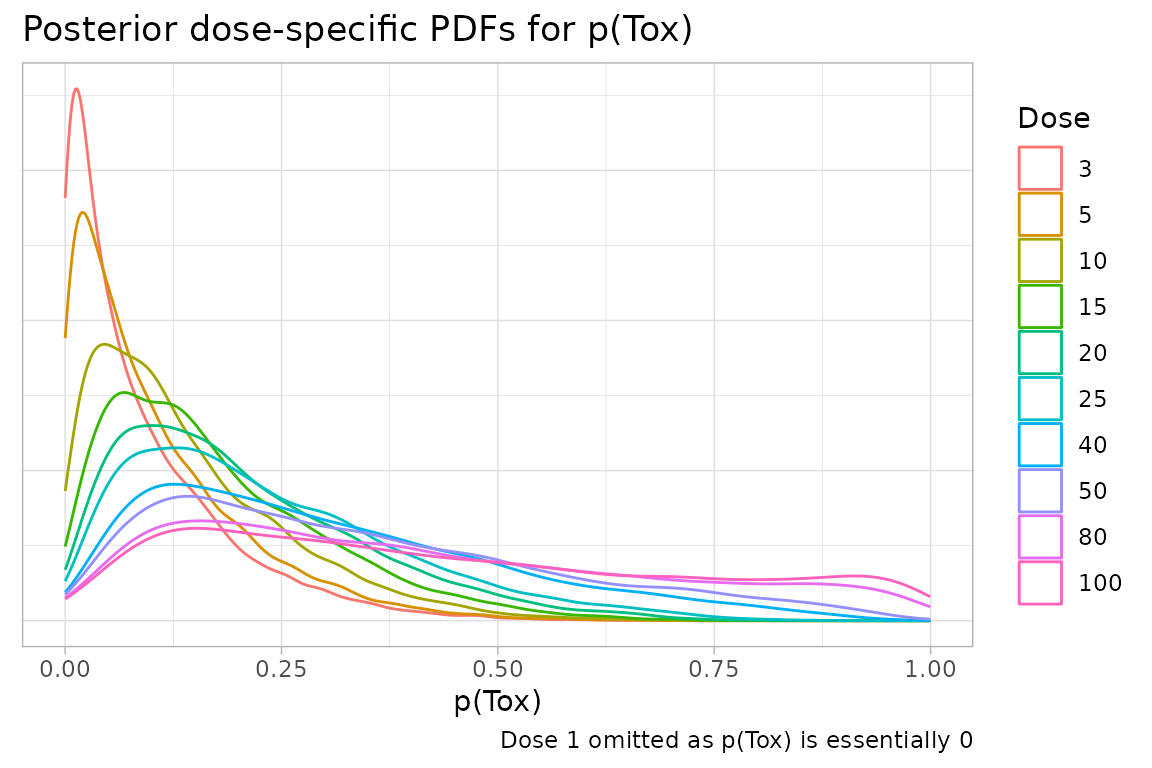 Posterior dose-specific PDFs for p(Tox)
Dose
3
5
10
15
20
25
40
50
80
100
0.00 0.25 0.50 0.75 1.00
p(Tox)
Dose 1 omitted as p(Tox) is essentially 0